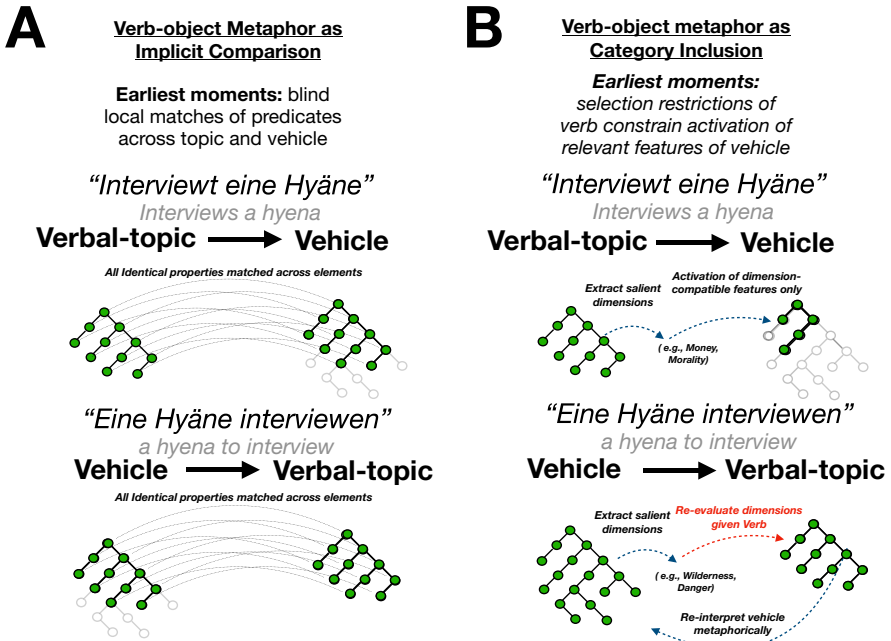 A
Verb-object Metaphor as
Implicit Comparison
Earliest moments: blind
local matches of predicates
across topic and vehicle
“Interviewt eine Hyäne”
Interviews a hyena
Verbal-topic
Vehicle
All Identical properties matched across elements
“Eine Hyäne interviewen”
a hyena to interview
Vehicle
Verbal-topic
All Identical properties matched across elements
B
Verb-object metaphor as
Category Inclusion
Earliest moments:
selection restrictions of
verb constrain activation of
relevant features of vehicle
“Interviewt eine Hyäne”
Interviews a hyena
Verbal-topic
Vehicle
Extract salient
dimensions
Activation of dimension-
compatible features only
( e.g., Money,
Morality)
“Eine Hyäne interviewen”
a hyena to interview
Vehicle
Verbal-topic
Extract salient
dimensions
Re-evaluate dimensions
given Verb
( e.g., Wilderness,
Danger)
Re-interpret vehicle
metaphorically